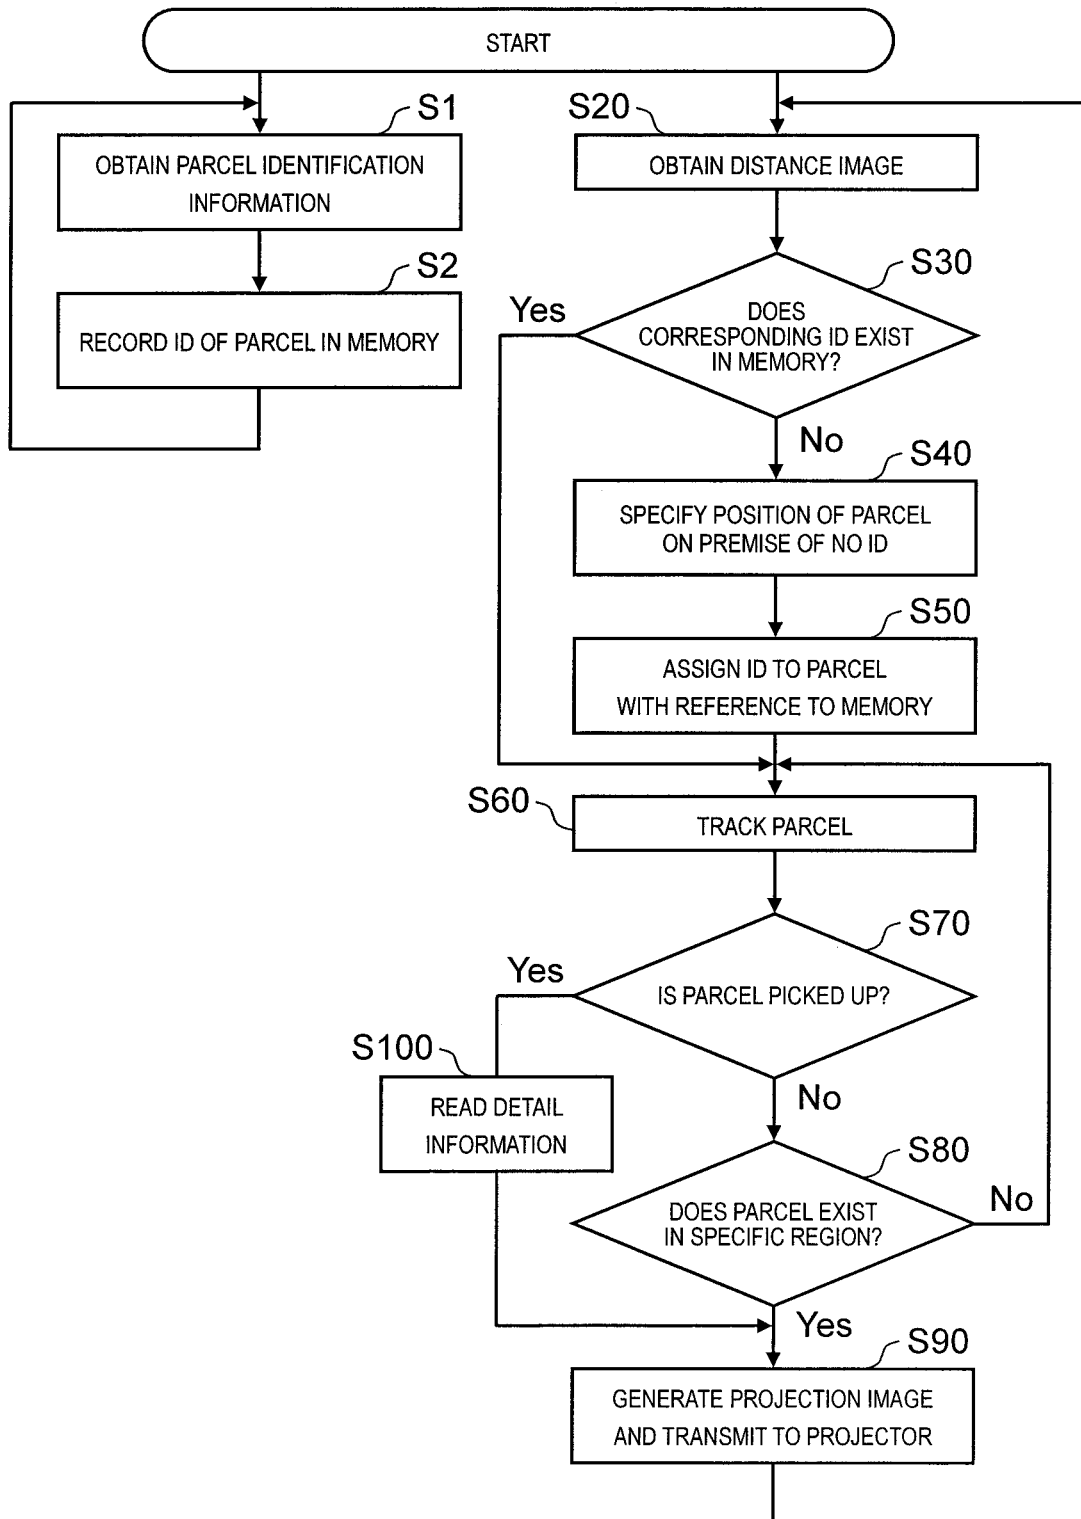 START
S1
OBTAIN PARCEL IDENTIFICATION
INFORMATION
S2
RECORD ID OF PARCEL IN MEMORY
S20
OBTAIN DISTANCE IMAGE
S30
DOES
CORRESPONDING ID EXIST
IN MEMORY?
Yes
No
S40
SPECIFY POSITION OF PARCEL
ON PREMISE OF NO ID
S50
ASSIGN ID TO PARCEL
WITH REFERENCE TO MEMORY
S60
TRACK PARCEL
S70
IS PARCEL PICKED UP?
Yes
No
S100
READ DETAIL
INFORMATION
S80
DOES PARCEL EXIST
IN SPECIFIC REGION?
No
Yes
S90
GENERATE PROJECTION IMAGE
AND TRANSMIT TO PROJECTOR